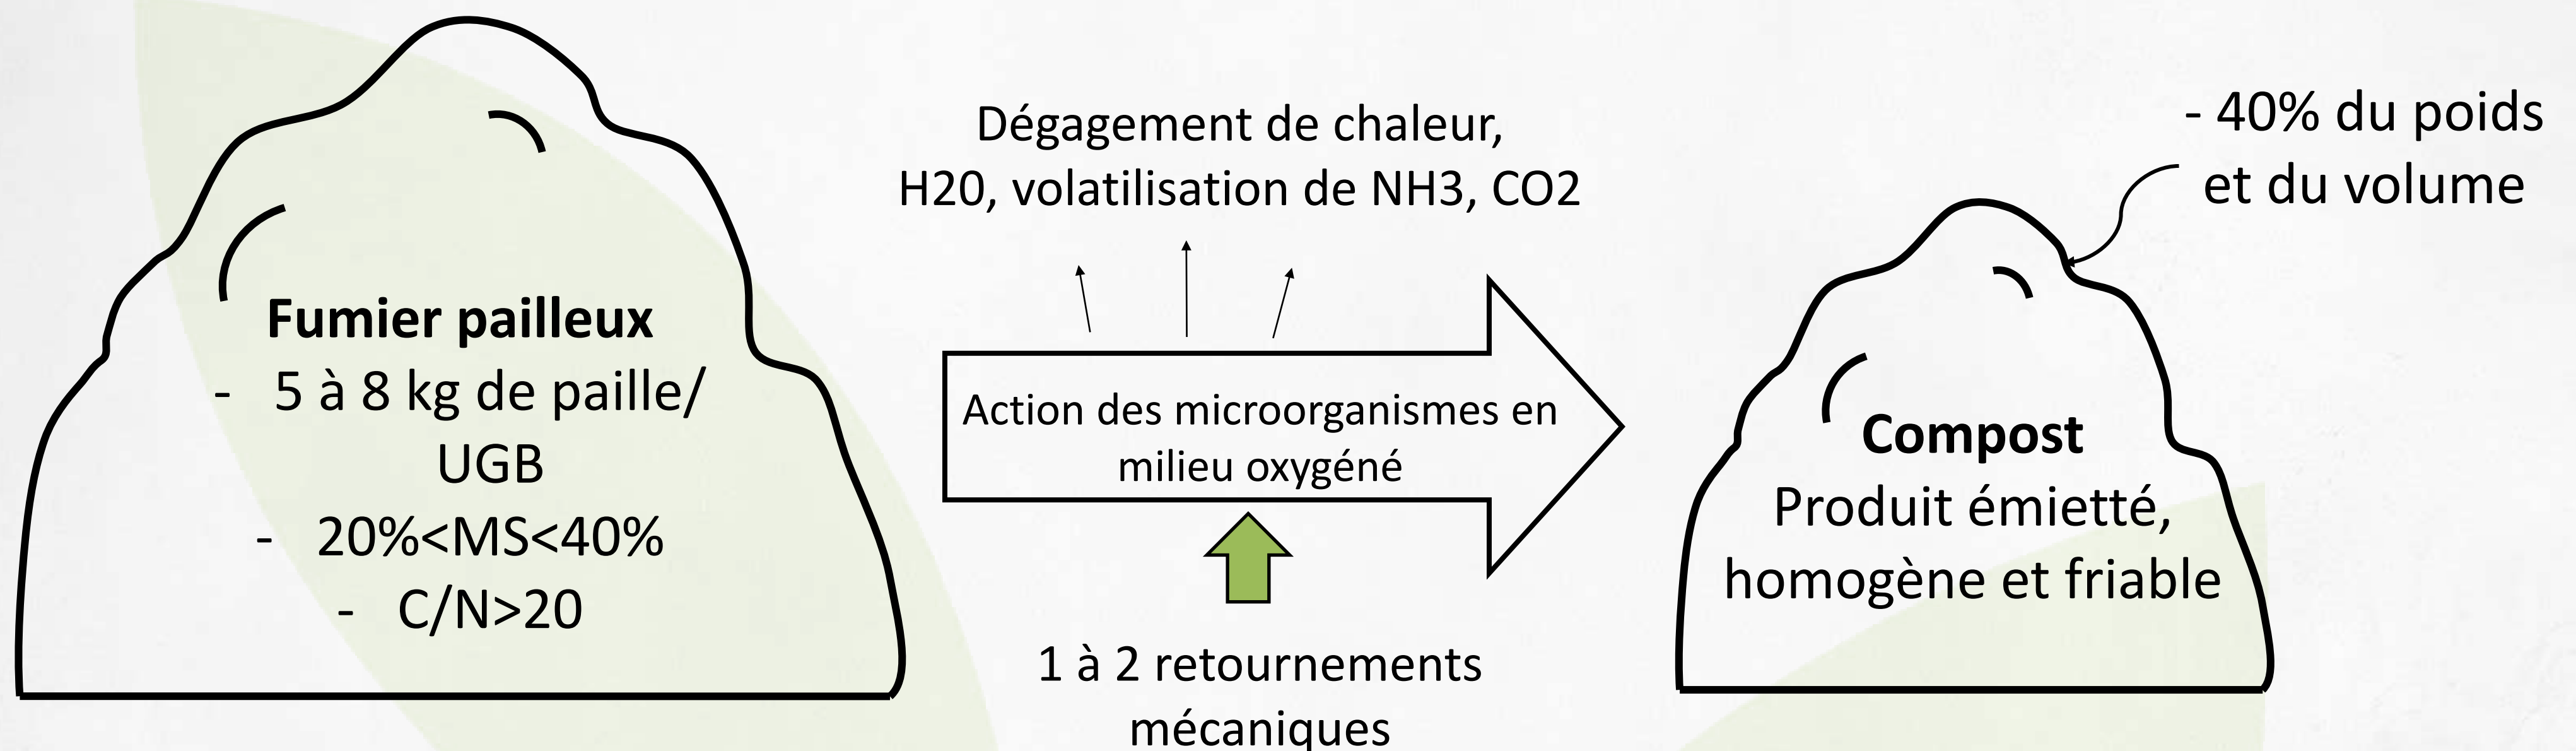 Fumier pailleux
- 5 à 8 kg de paille/
UGB
- 20%<MS<40%
- C/N>20
Dégagement de chaleur,
H20, volatilisation de NH3, CO2
Action des microorganismes en
milieu oxygéné
1 à 2 retournements
mécaniques
- 40% du poids
et du volume
Compost
Produit émietté,
homogène et friable